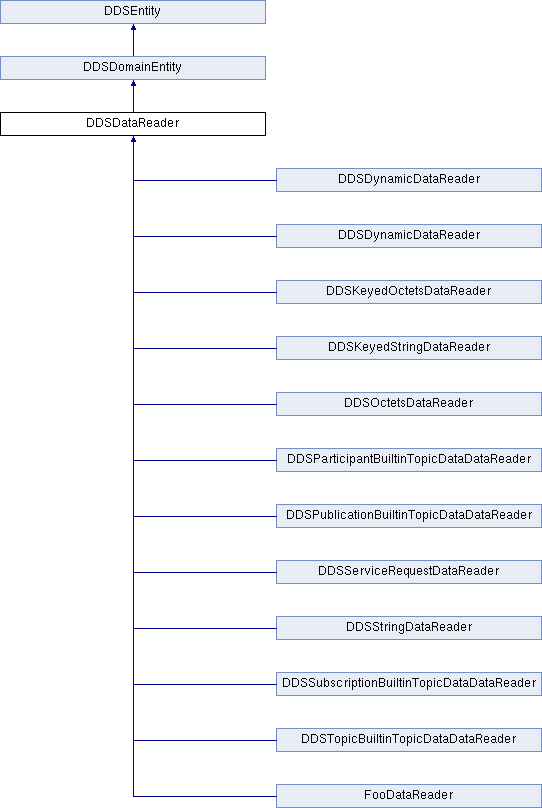 DDSEntity
DDSDomainEntity
DDSDataReader
DDSDynamicDataReader
DDSDynamicDataReader
DDSKeyedOctetsDataReader
DDSKeyedStringDataReader
DDSOctetsDataReader
DDSParticipantBuiltinTopicDataDataReader
DDSPublicationBuiltinTopicDataDataReader
DDSServiceRequestDataReader
DDSStringDataReader
DDSSubscriptionBuiltinTopicDataDataReader
DDSTopicBuiltinTopicDataDataReader
FooDataReader